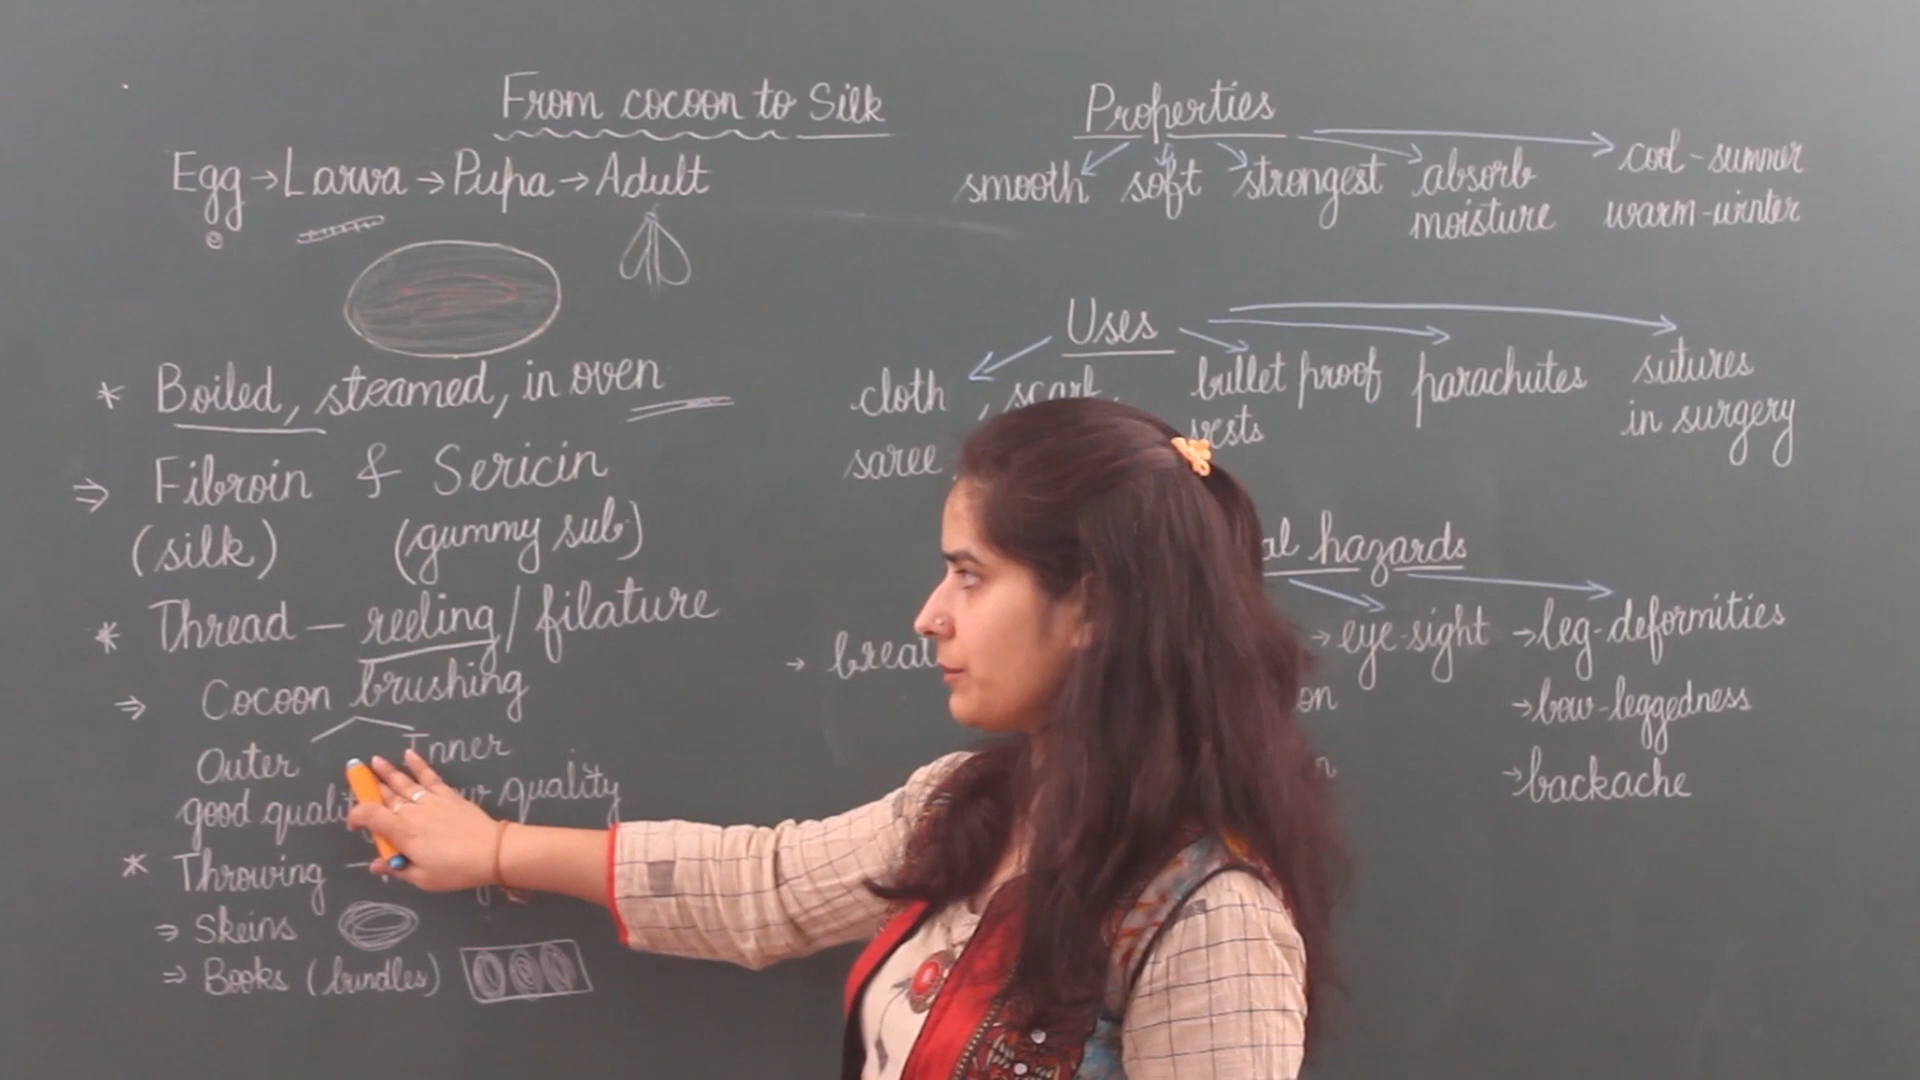 From cocoon to Silk
Egg → Larva → Pupa → Adult
* Boiled, steamed, in oven
⇒ Fibroin & Sericin
(silk) (gummy sub)
* Thread – reeling / filature
⇒ Cocoon brushing
Outer Inner
good quality
* Throwing –
⇒ Skeins
⇒ Books (bundles)
Properties
smooth soft strongest absorb moisture cool - summer
warm - winter
Uses
cloth, scarf, bullet proof vests parachutes sutures in surgery
saree
hazards
→ eye-sight → leg-deformities
→ bow-leggedness
→ backache